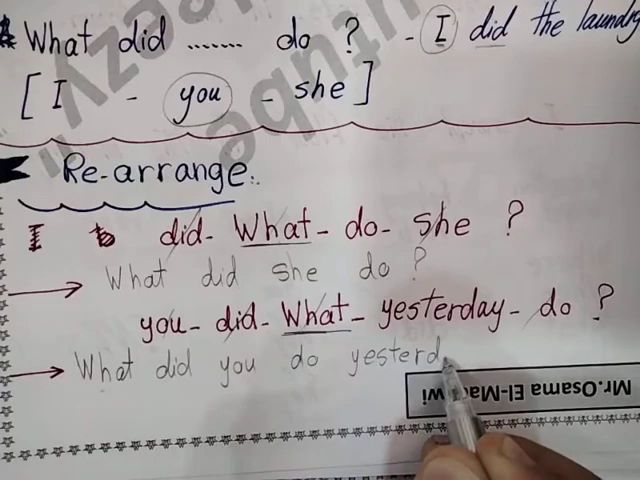 What did ........ do ? - I did the laundry
[ I - you - she ]
Re-arrange:.
did - What - do - she ?
What did she do ?
you - did - What - yesterday - do ?
What did you do yesterd
Mr.Osama El-Ma wi